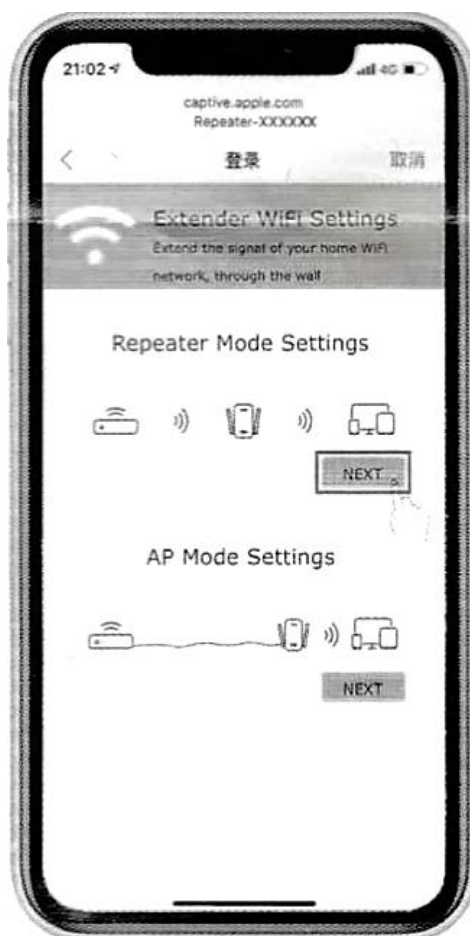 21:02
4G
captive.apple.com
Repeater-XXXXXX
登录
取消
Extender WiFi Settings
Extend the signal of your home WiFi
network, through the wall
Repeater Mode Settings
NEXT
AP Mode Settings
NEXT